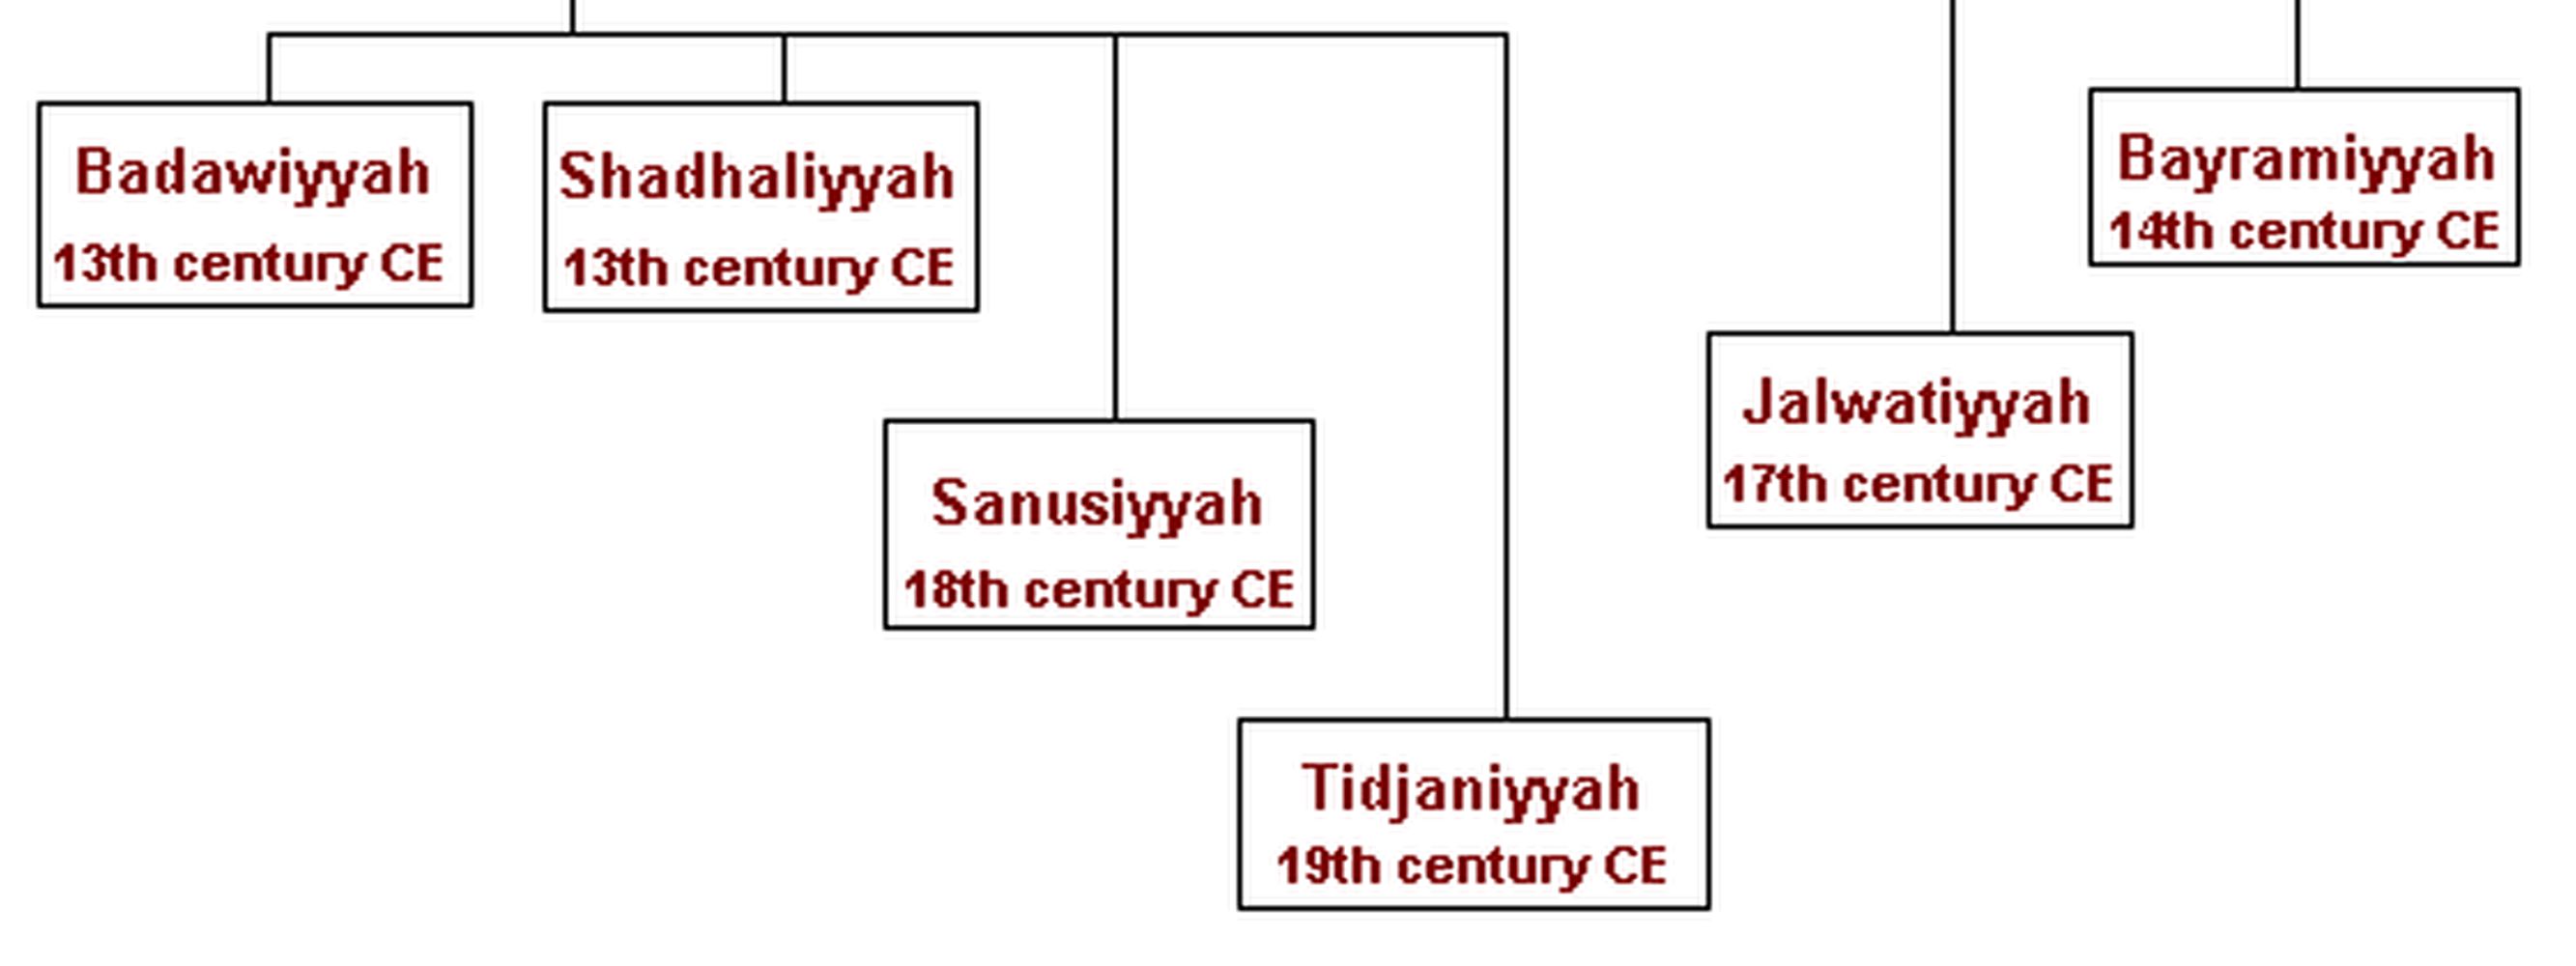 Badawiyyah
13th century CE
Shadhaliyyah
13th century CE
Bayramiyyah
14th century CE
Jalwatiyyah
17th century CE
Sanusiyyah
18th century CE
Tidjaniyyah
19th century CE